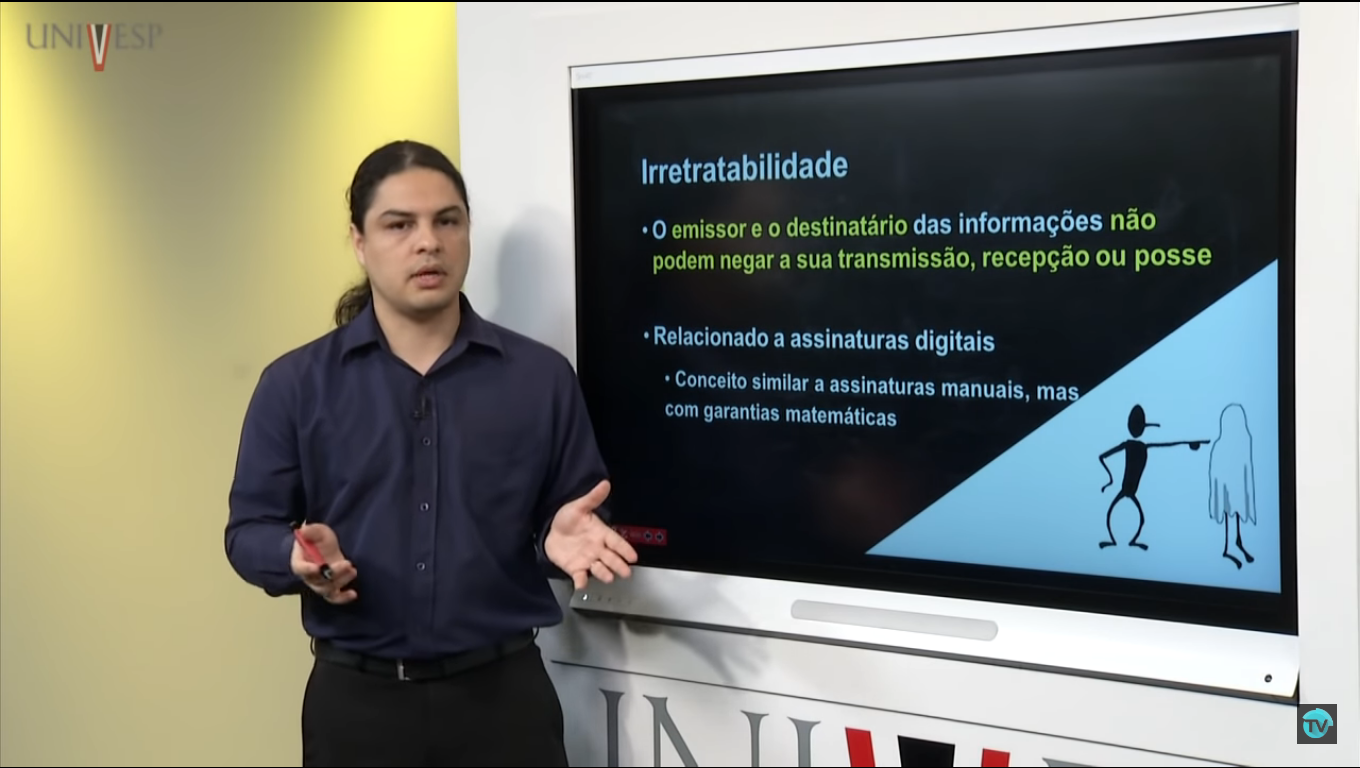 UNIVESP
Irretratabilidade
• O emissor e o destinatário das informações não
podem negar a sua transmissão, recepção ou posse
• Relacionado a assinaturas digitais
• Conceito similar a assinaturas manuais, mas
com garantias matemáticas
TV